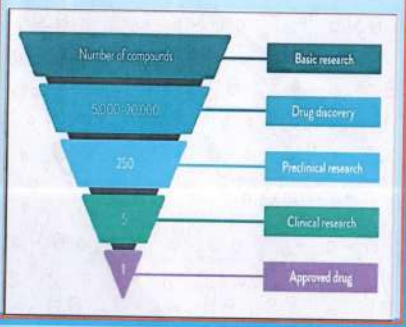 Number of compounds
Basic research
5,000-20,000
Drug discovery
250
Preclinical research
5
Clinical research
1
Approved drug